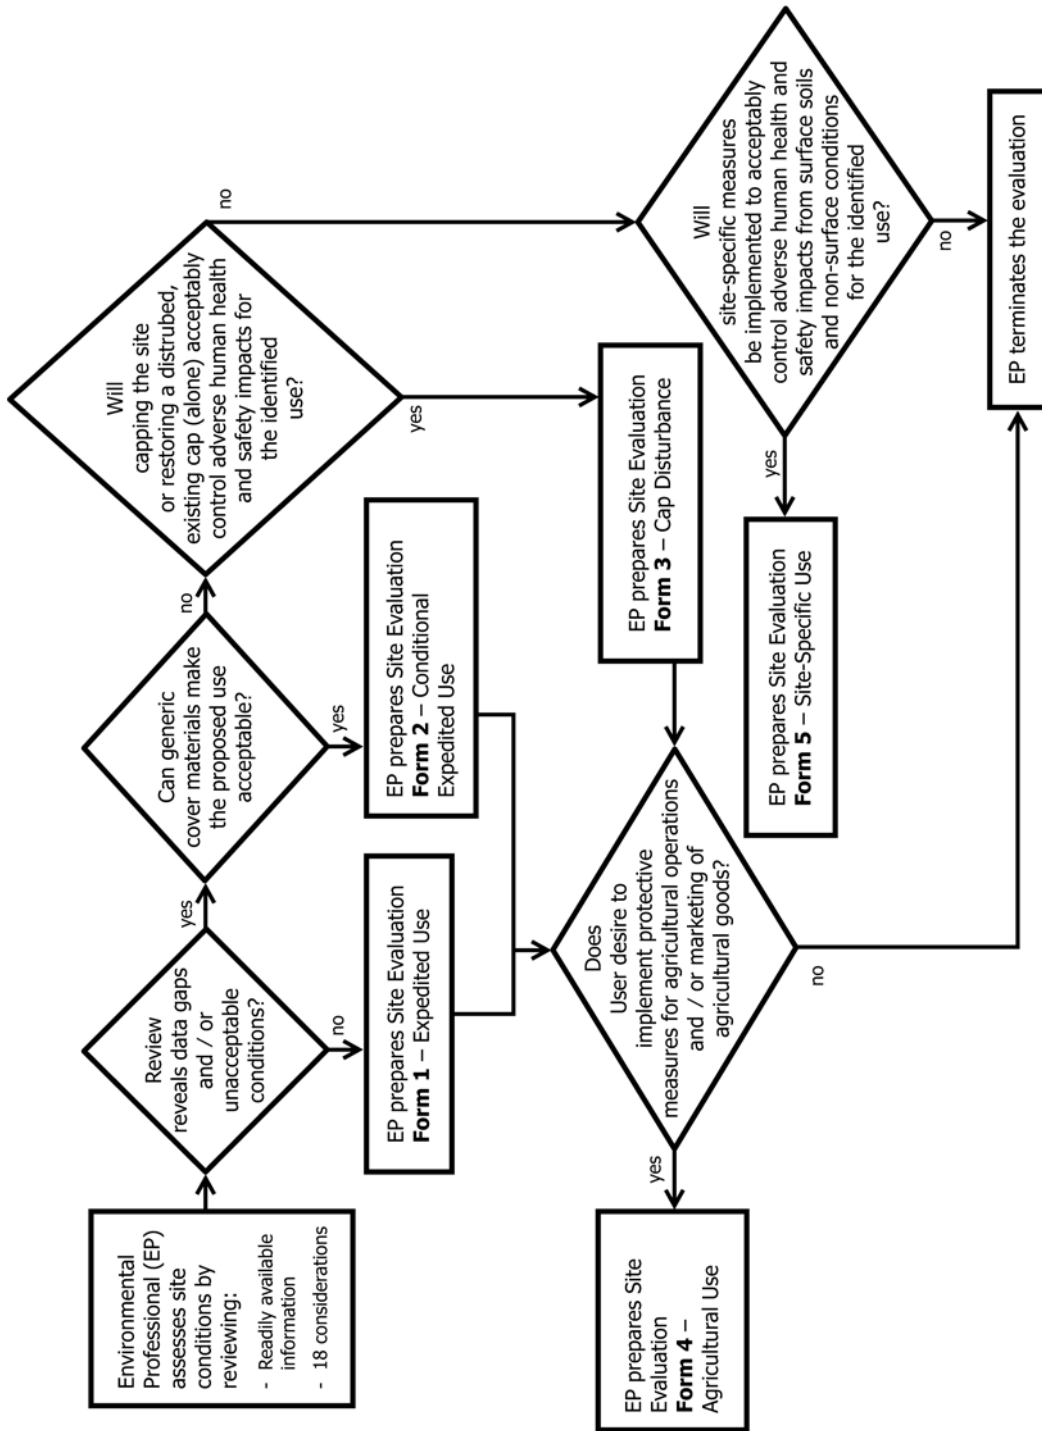 Environmental
Professional (EP)
assesses site
conditions by
reviewing:
- Readily available
information
- 18 considerations
Review
reveals data gaps
and / or
unacceptable
conditions?
yes
no
Can generic
cover materials make
the proposed use
acceptable?
no
yes
Will
capping the site
or restoring a distrubed,
existing cap (alone) acceptably
control adverse human health
and safety impacts for
the identified
use?
no
yes
EP prepares Site Evaluation
Form 1 – Expedited Use
EP prepares Site Evaluation
Form 2 – Conditional
Expedited Use
EP prepares Site Evaluation
Form 3 – Cap Disturbance
Will
site-specific measures
be implemented to acceptably
control adverse human health and
safety impacts from surface soils
and non-surface conditions
for the identified
use?
yes
no
EP prepares Site
Evaluation
Form 4 –
Agricultural Use
yes
Does
User desire to
implement protective
measures for agricultural operations
and / or marketing of
agricultural goods?
no
EP prepares Site Evaluation
Form 5 – Site-Specific Use
EP terminates the evaluation